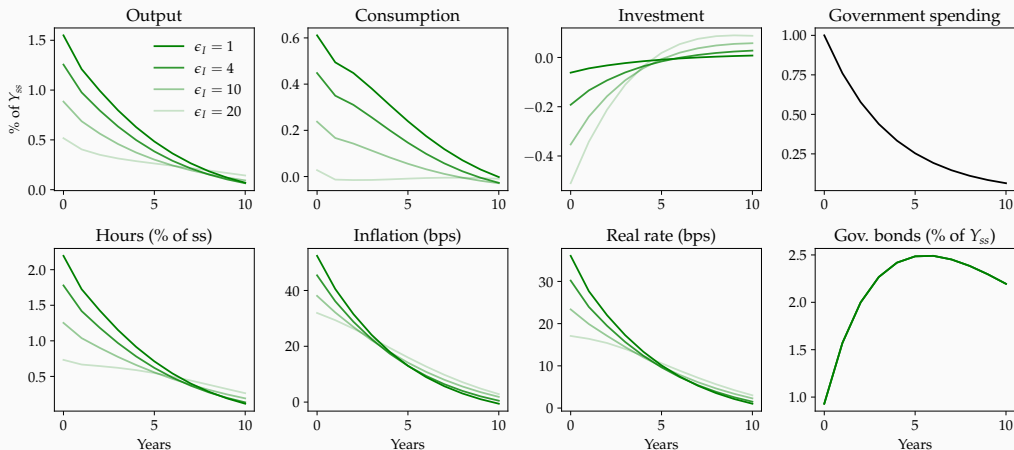 Output
Consumption
Investment
Government spending
% of Y_ss
1.5
1.0
0.5
0.0
ϵ_I = 1
ϵ_I = 4
ϵ_I = 10
ϵ_I = 20
0 5 10
0.6
0.4
0.2
0.0
0 5 10
0.0
−0.2
−0.4
0 5 10
1.00
0.75
0.50
0.25
0 5 10
Hours (% of ss)
Inflation (bps)
Real rate (bps)
Gov. bonds (% of Y_ss)
2.0
1.5
1.0
0.5
0 5 10
Years
40
20
0
0 5 10
Years
30
20
10
0
0 5 10
Years
2.5
2.0
1.5
1.0
0 5 10
Years